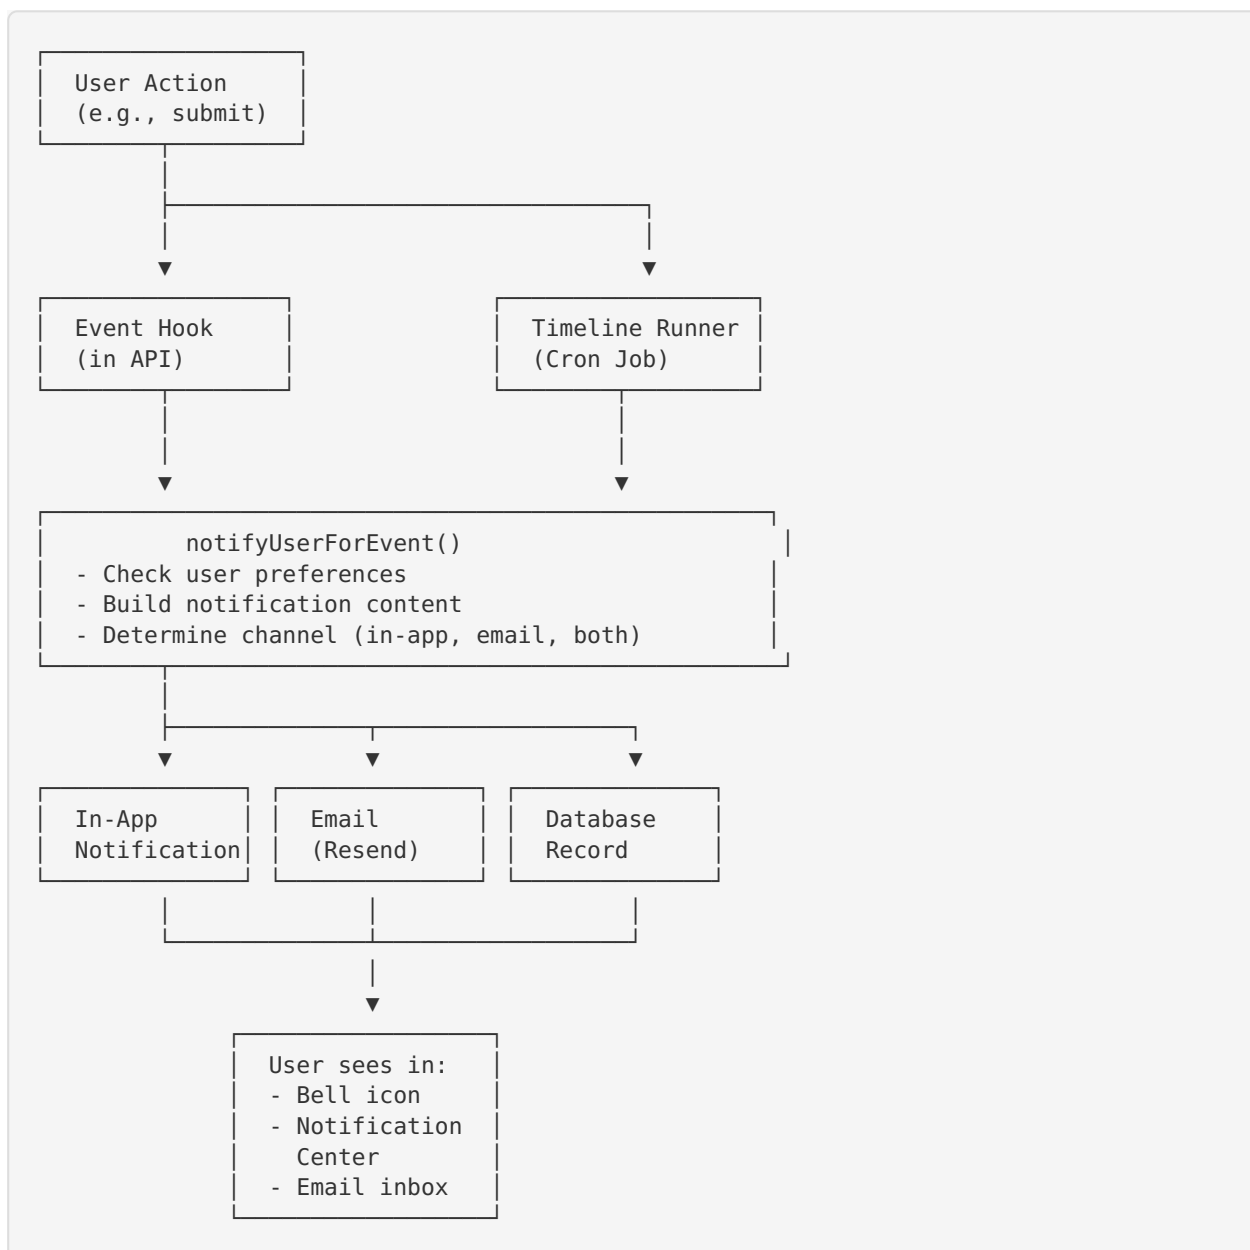 User Action
(e.g., submit)
Event Hook
(in API)
Timeline Runner
(Cron Job)
notifyUserForEvent()
- Check user preferences
- Build notification content
- Determine channel (in-app, email, both)
In-App
Notification
Email
(Resend)
Database
Record
User sees in:
- Bell icon
- Notification
Center
- Email inbox